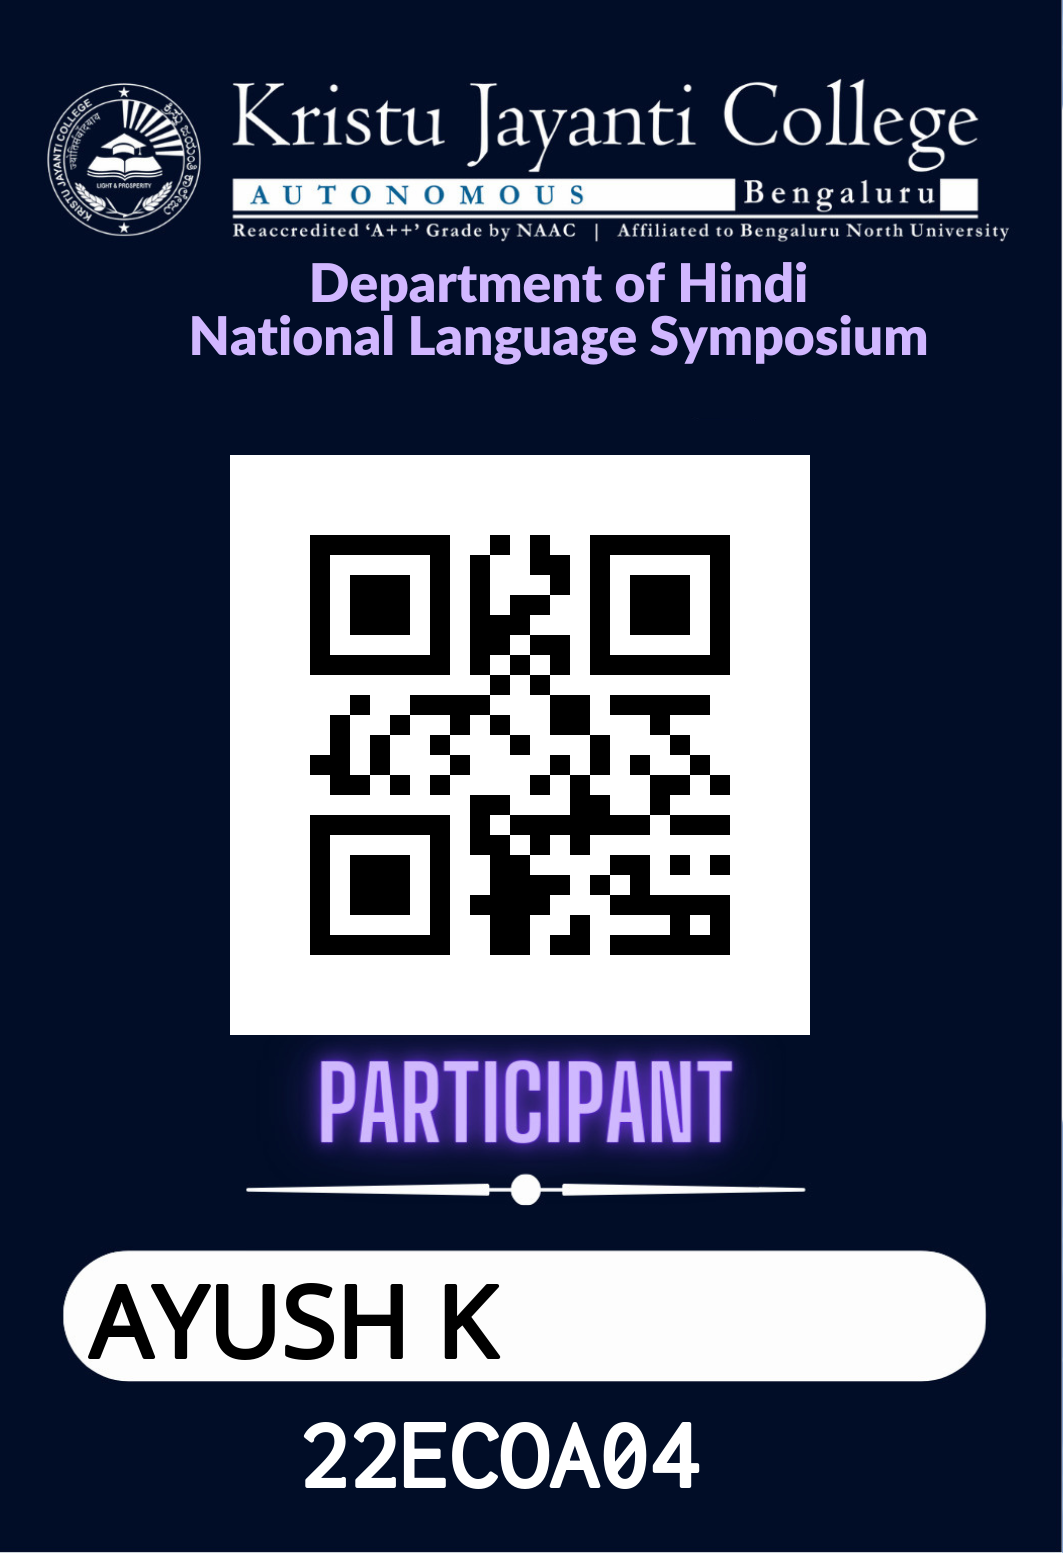 KRISTU JAYANTI COLLEGE
LIGHT & PROSPERITY
Kristu Jayanti College
AUTONOMOUS Bengaluru
Reaccredited ‘A++’ Grade by NAAC | Affiliated to Bengaluru North University
Department of Hindi
National Language Symposium
PARTICIPANT
AYUSH K
22ECOA04